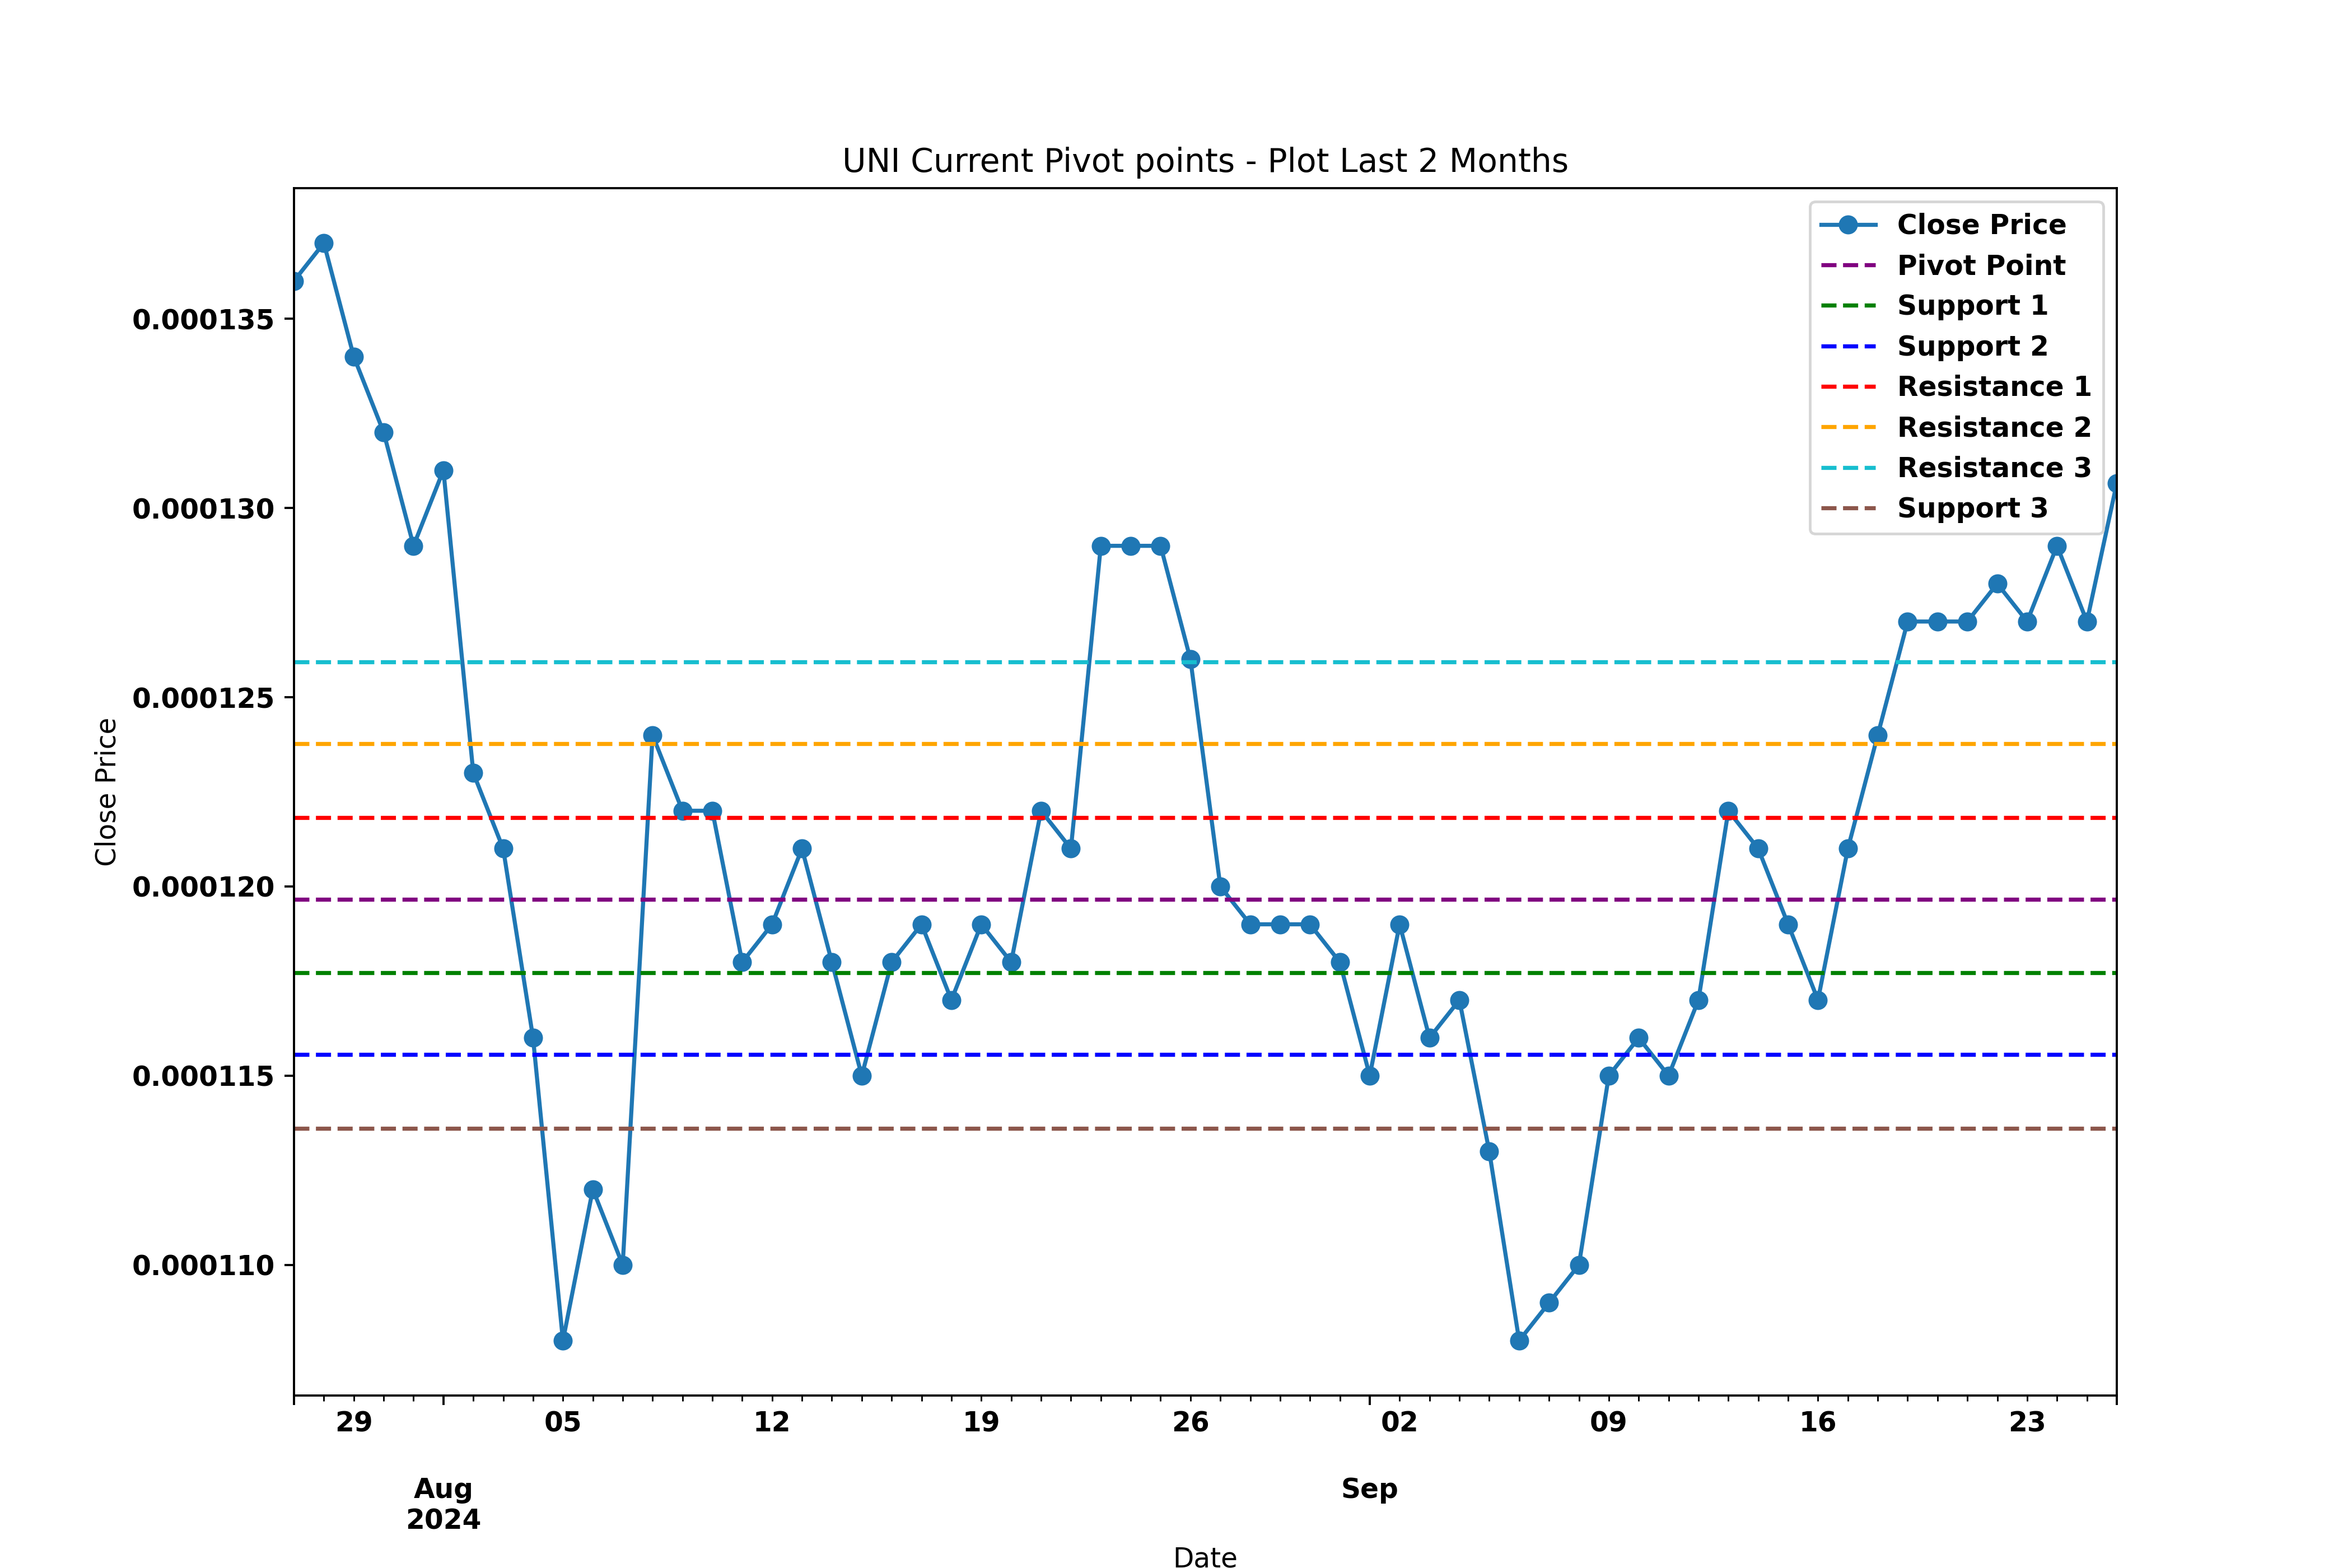 UNI Current Pivot points - Plot Last 2 Months
Close Price
Pivot Point
Support 1
Support 2
Resistance 1
Resistance 2
Resistance 3
Support 3
Close Price
0.000135
0.000130
0.000125
0.000120
0.000115
0.000110
29 05 12 19 26 02 09 16 23
Aug Sep
2024
Date